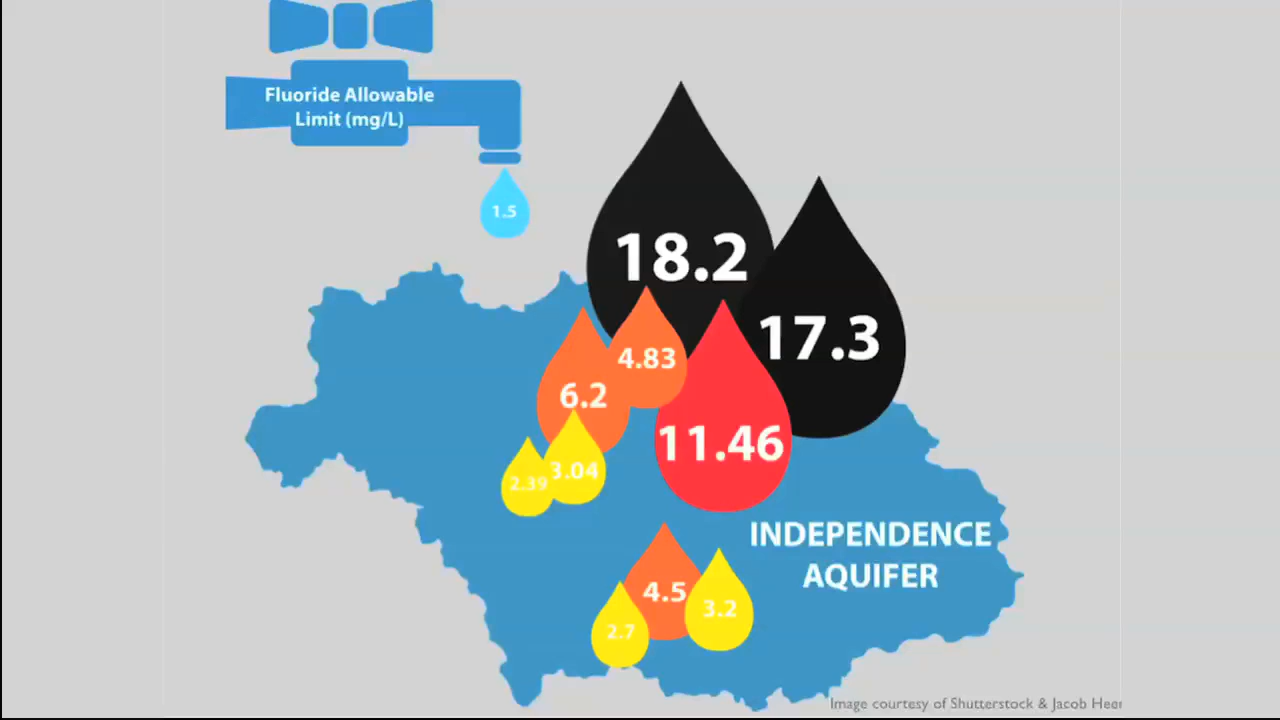 Fluoride Allowable
Limit (mg/L)
1.5
18.2
17.3
4.83
6.2
11.46
3.04
2.39
INDEPENDENCE
AQUIFER
4.5
3.2
2.7
Image courtesy of Shutterstock & Jacob